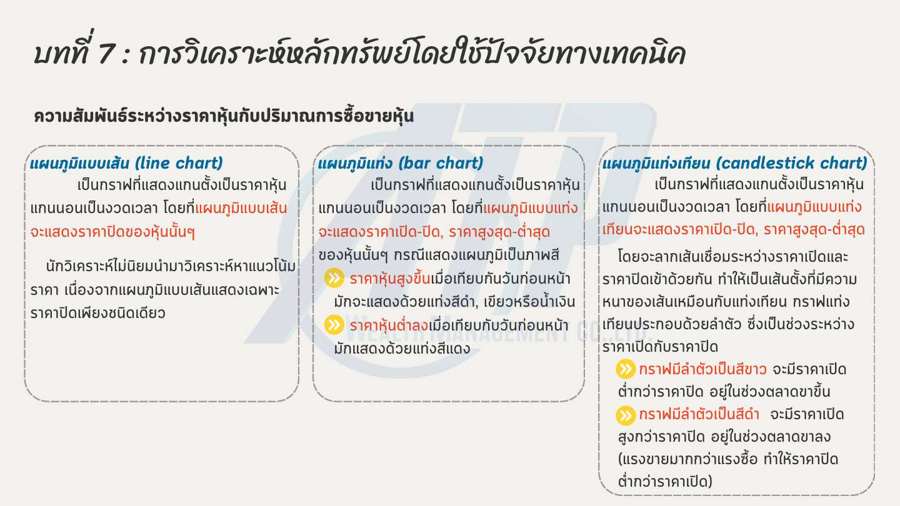 บทที่ 7 : การวิเคราะห์หลักทรัพย์โดยใช้ปัจจัยทางเทคนิค
ความสัมพันธ์ระหว่างราคาหุ้นกับปริมาณการซื้อขายหุ้น
แผนภูมิแบบเส้น (line chart)
เป็นกราฟที่แสดงแกนตั้งเป็นราคาหุ้น
แกนนอนเป็นงวดเวลา โดยที่แผนภูมิแบบเส้น
จะแสดงราคาปิดของหุ้นนั้นๆ
นักวิเคราะห์ไม่นิยมนำมาวิเคราะห์หาแนวโน้ม
ราคา เนื่องจากแผนภูมิแบบเส้นแสดงเฉพาะ
ราคาปิดเพียงชนิดเดียว
แผนภูมิแท่ง (bar chart)
เป็นกราฟที่แสดงแกนตั้งเป็นราคาหุ้น
แกนนอนเป็นงวดเวลา โดยที่แผนภูมิแบบแท่ง
จะแสดงราคาเปิด-ปิด, ราคาสูงสุด-ต่ำสุด
ของหุ้นนั้นๆ กรณีแสดงแผนภูมิเป็นภาพสี
ราคาหุ้นสูงขึ้นเมื่อเทียบกันวันก่อนหน้า
มักจะแสดงด้วยแท่งสีดำ, เขียวหรือน้ำเงิน
ราคาหุ้นต่ำลงเมื่อเทียบกับวันก่อนหน้า
มักแสดงด้วยแท่งสีแดง
แผนภูมิแท่งเทียน (candlestick chart)
เป็นกราฟที่แสดงแกนตั้งเป็นราคาหุ้น
แกนนอนเป็นงวดเวลา โดยที่แผนภูมิแบบแท่ง
เทียนจะแสดงราคาเปิด-ปิด, ราคาสูงสุด-ต่ำสุด
โดยจะลากเส้นเชื่อมระหว่างราคาเปิดและ
ราคาปิดเข้าด้วยกัน ทำให้เป็นเส้นตั้งที่มีความ
หนาของเส้นเหมือนกับแท่งเทียน กราฟแท่ง
เทียนประกอบด้วยลำตัว ซึ่งเป็นช่วงระหว่าง
ราคาเปิดกับราคาปิด
กราฟมีลำตัวเป็นสีขาว จะมีราคาเปิด
ต่ำกว่าราคาปิด อยู่ในช่วงตลาดขาขึ้น
กราฟมีลำตัวเป็นสีดำ จะมีราคาเปิด
สูงกว่าราคาปิด อยู่ในช่วงตลาดขาลง
(แรงขายมากกว่าแรงซื้อ ทำให้ราคาปิด
ต่ำกว่าราคาเปิด)
ATP
WEALTH MANAGEMENT CO.,LTD.